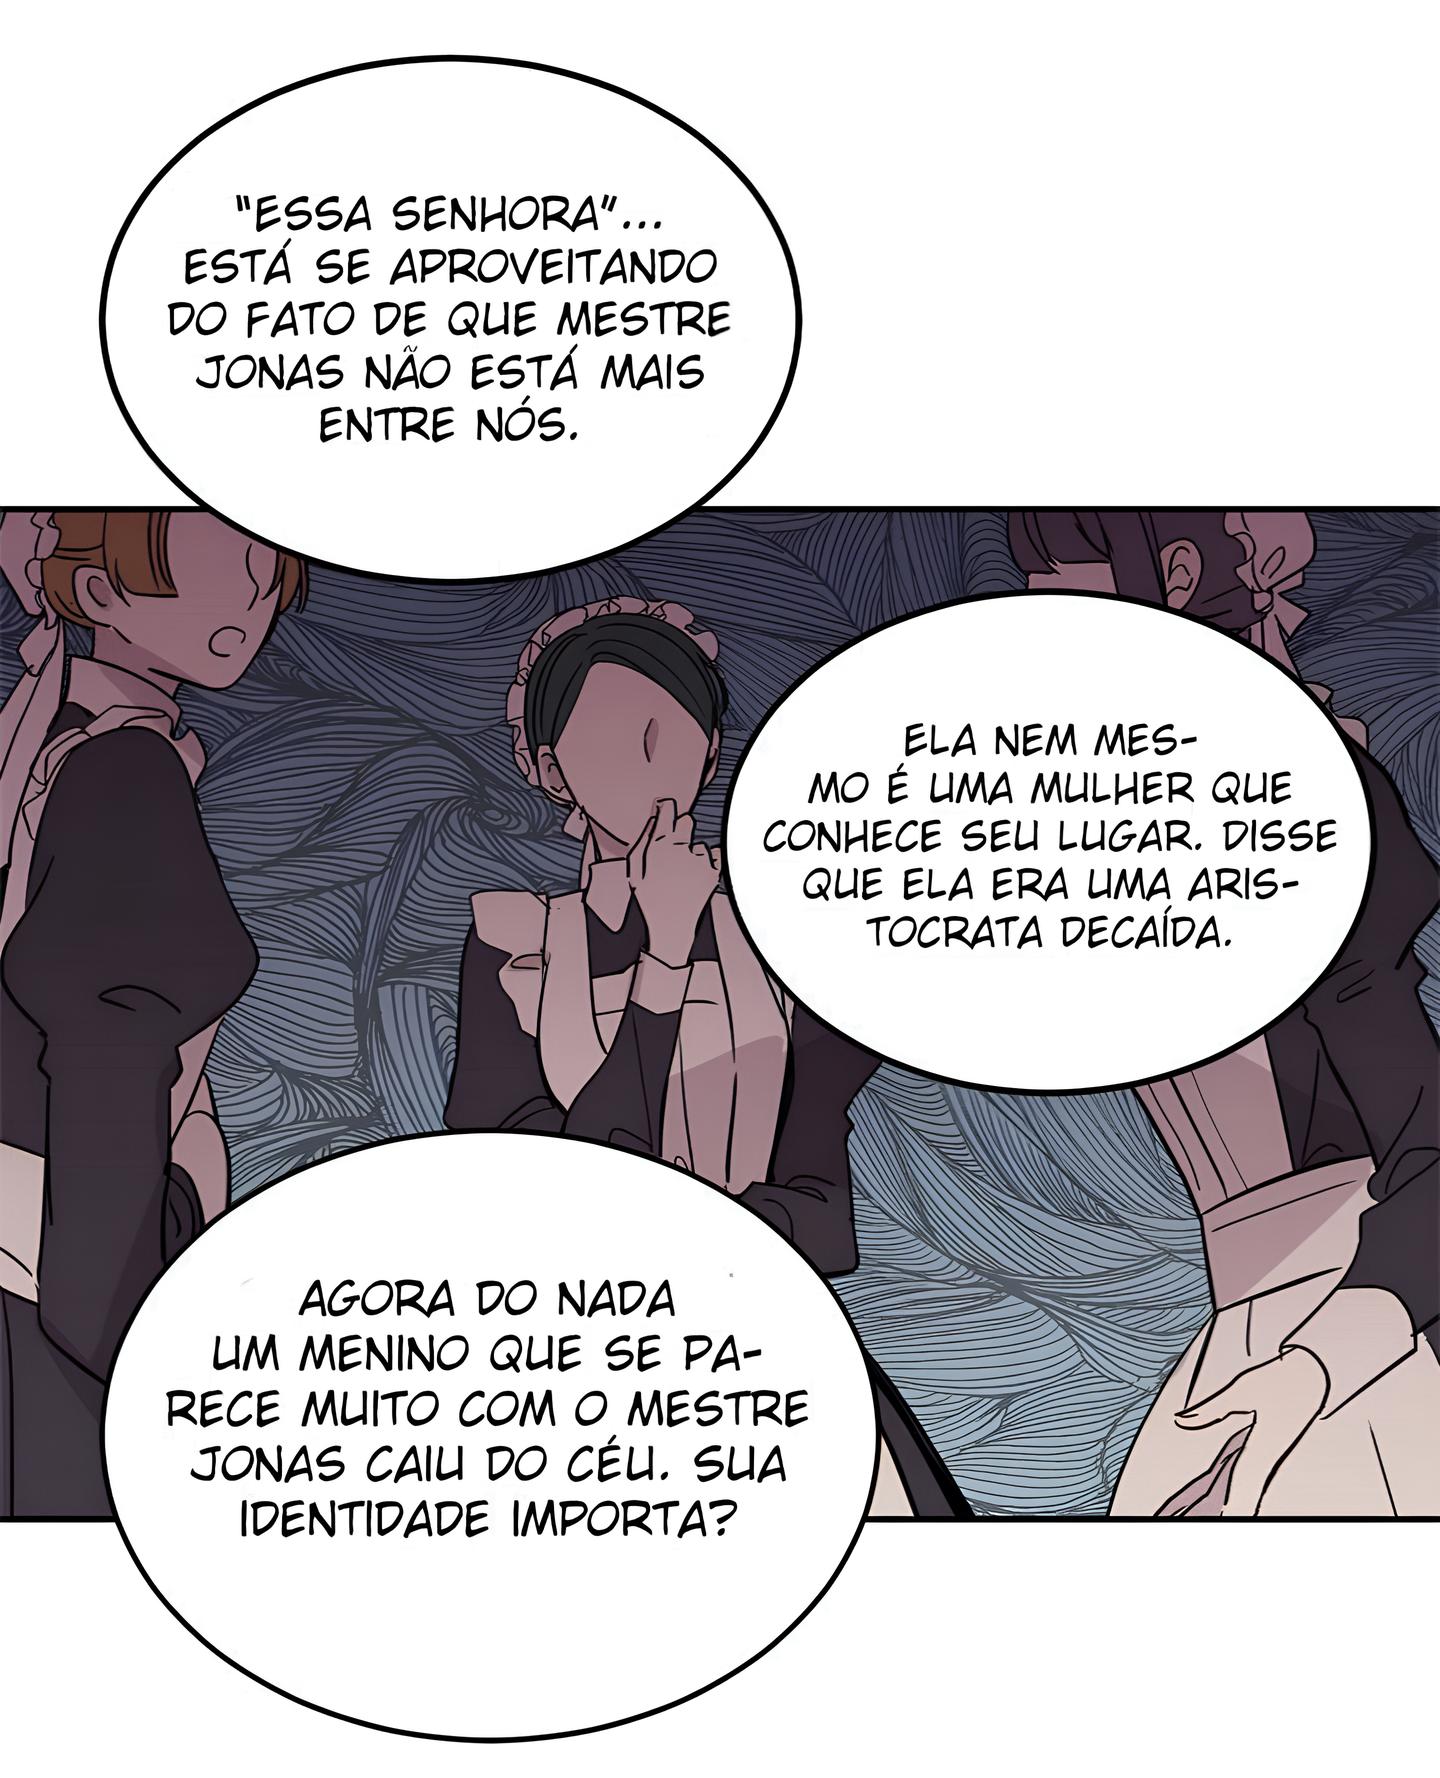 "ESSA SENHORA"...
ESTÁ SE APROVEITANDO
DO FATO DE QUE MESTRE
JONAS NÃO ESTÁ MAIS
ENTRE NÓS.
ELA NEM MES-
MO É UMA MULHER QUE
CONHECE SEU LUGAR. DISSE
QUE ELA ERA UMA ARIS-
TOCRATA DECAÍDA.
AGORA DO NADA
UM MENINO QUE SE PA-
RECE MUITO COM O MESTRE
JONAS CAIU DO CÉU. SUA
IDENTIDADE IMPORTA?